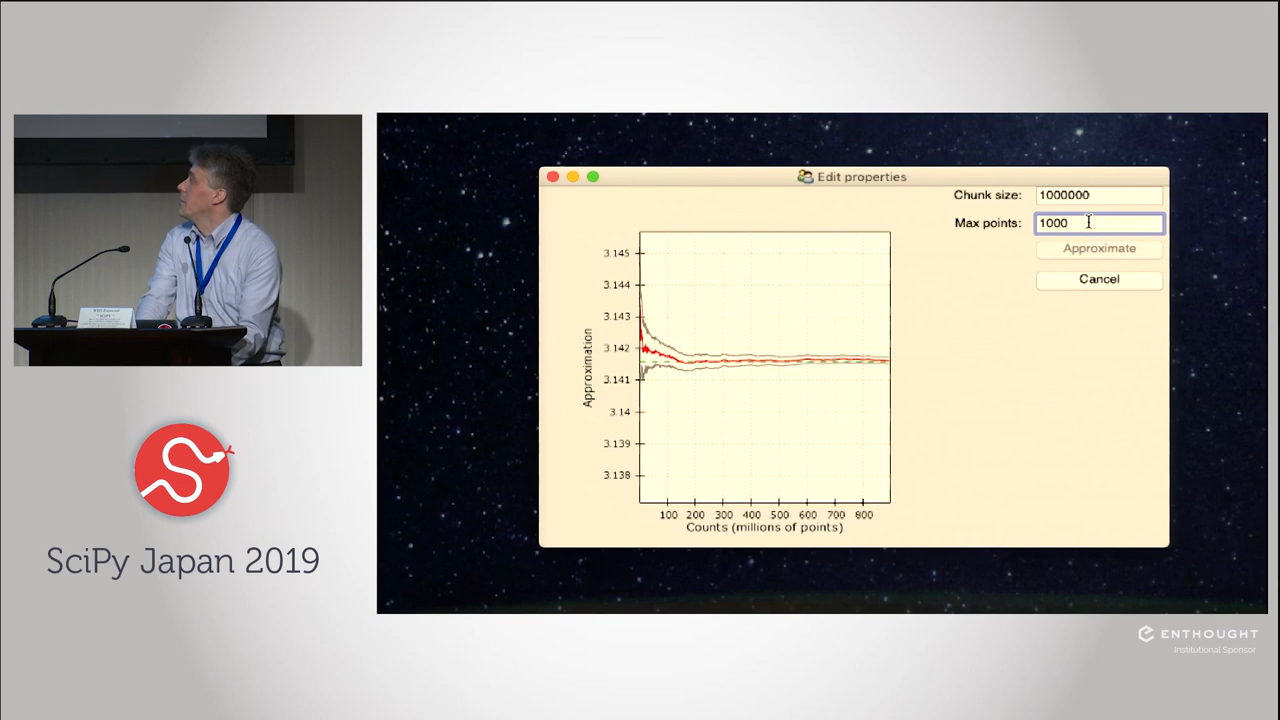 Edit properties
Chunk size: 1000000
Max points: 1000
Approximate
Cancel
3.145
3.144
3.143
3.142
3.141
3.14
3.139
3.138
Approximation
100 200 300 400 500 600 700 800
Counts (millions of points)
SciPy Japan 2019
ENTHOUGHT
Institutional Sponsor